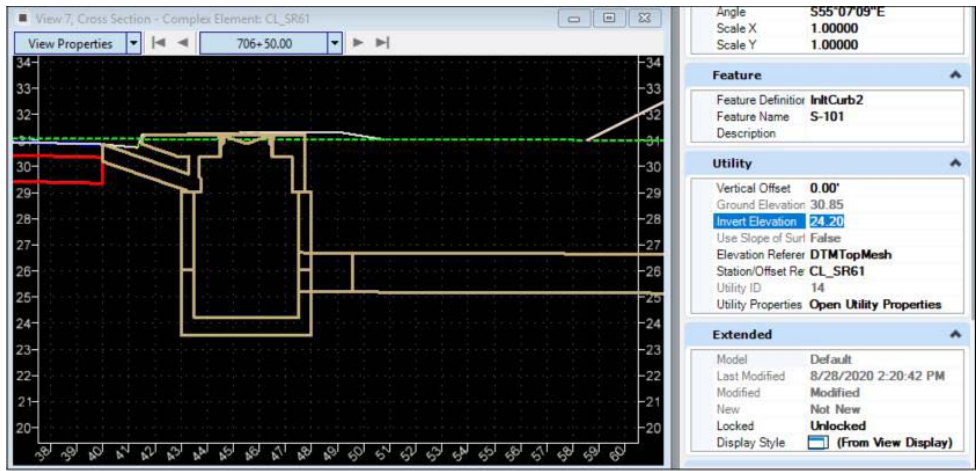 View 7, Cross Section - Complex Element: CL_SR61
View Properties 706+50.00
34 34
33 33
32 32
31 31
30 30
29 29
28 28
27 27
26 26
25 25
24 24
23 23
22 22
21 21
20 20
38 39 40 41 42 43 44 45 46 47 48 49 50 51 52 53 54 55 56 57 58 59 60
Angle S55°07'09"E
Scale X 1.00000
Scale Y 1.00000
Feature
Feature Definitior InltCurb2
Feature Name S-101
Description
Utility
Vertical Offset 0.00'
Ground Elevation 30.85
Invert Elevation 24.20
Use Slope of Surf False
Elevation Referer DTMTopMesh
Station/Offset Re CL_SR61
Utility ID 14
Utility Properties Open Utility Properties
Extended
Model Default
Last Modified 8/28/2020 2:20:42 PM
Modified Modified
New Not New
Locked Unlocked
Display Style (From View Display)